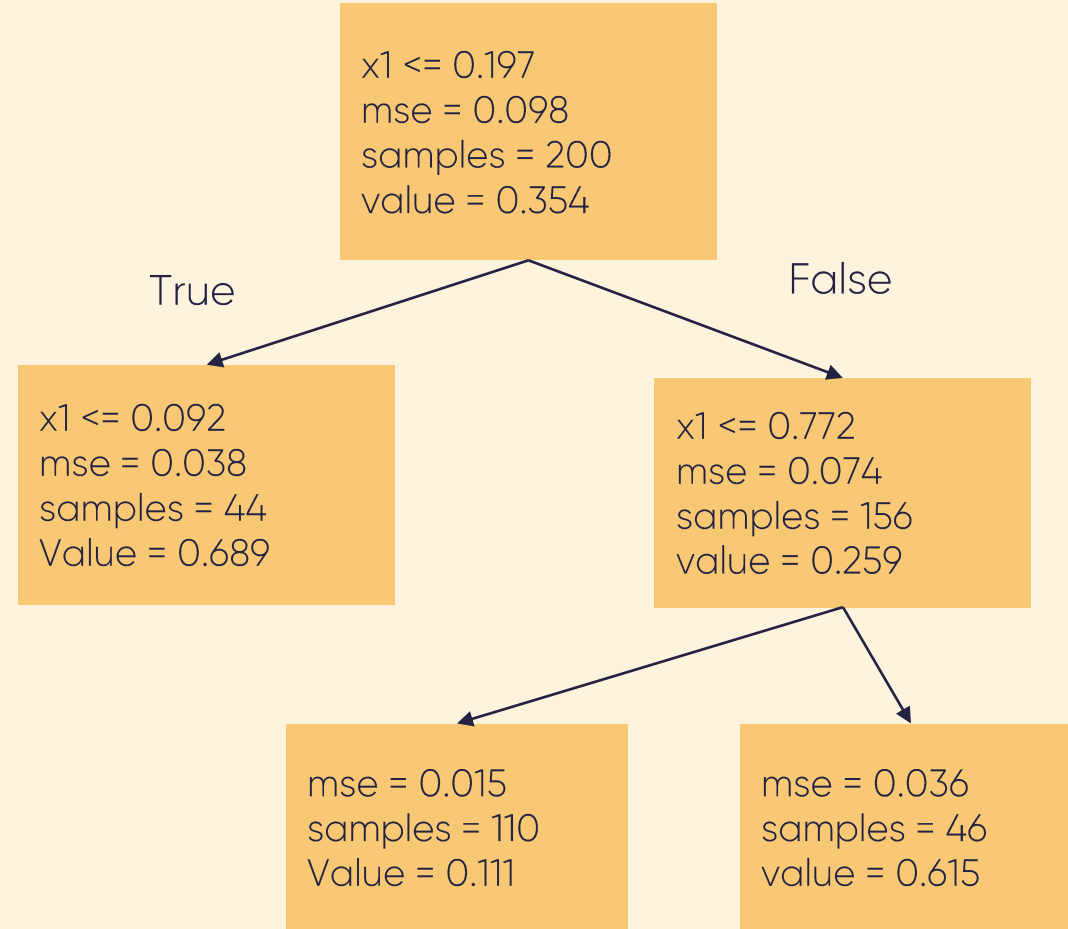 x1 <= 0.197
mse = 0.098
samples = 200
value = 0.354
True
False
x1 <= 0.092
mse = 0.038
samples = 44
Value = 0.689
x1 <= 0.772
mse = 0.074
samples = 156
value = 0.259
mse = 0.015
samples = 110
Value = 0.111
mse = 0.036
samples = 46
value = 0.615